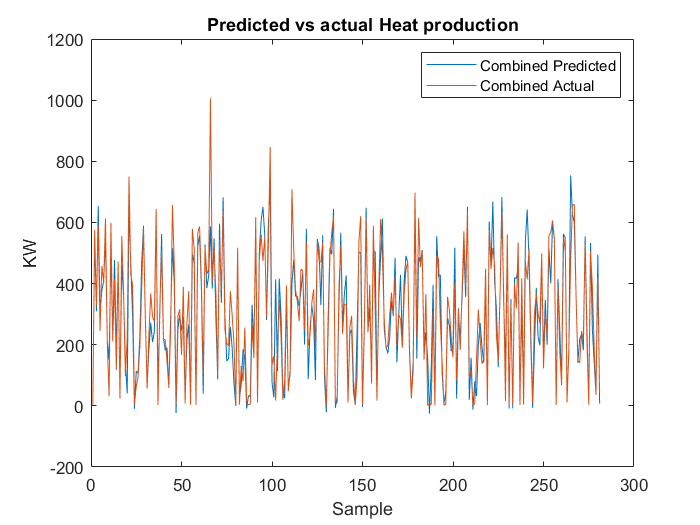 Predicted vs actual Heat production
1200
1000
800
600
400
200
0
-200
KW
Combined Predicted
Combined Actual
0 50 100 150 200 250 300
Sample